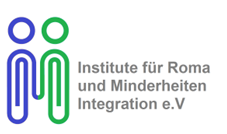 Institute für Roma
und Minderheiten
Integration e.V